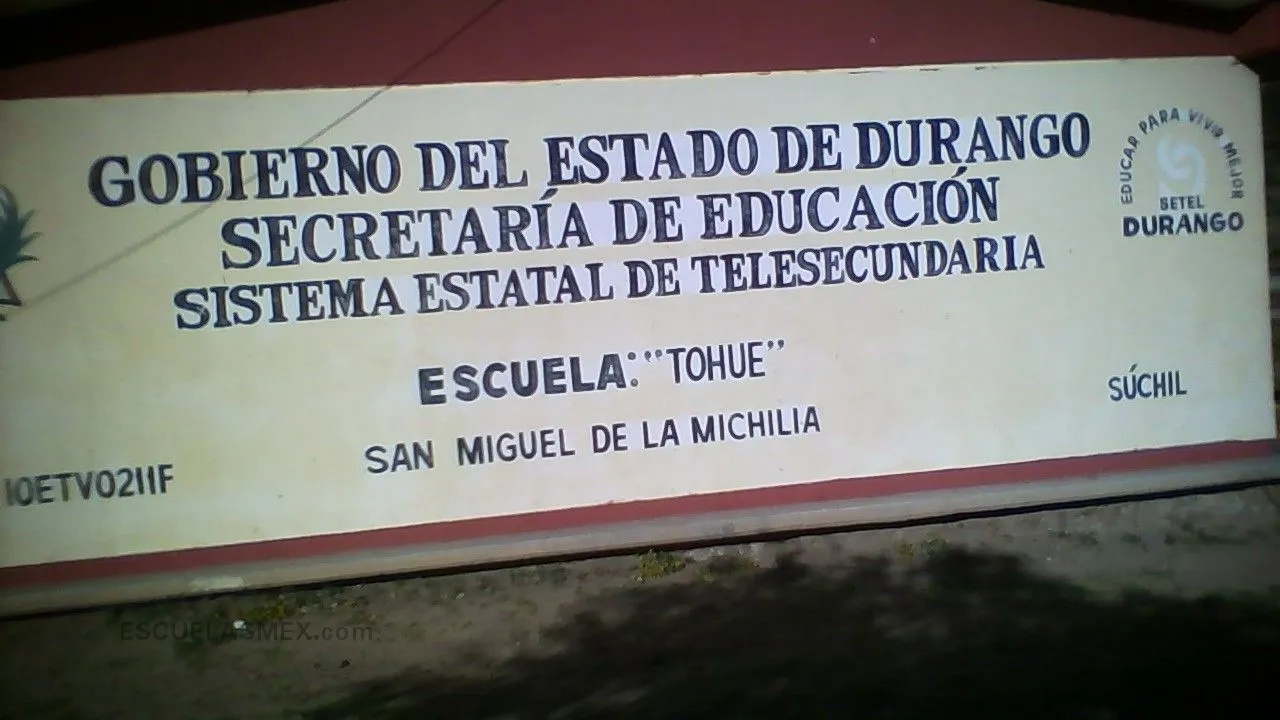 GOBIERNO DEL ESTADO DE DURANGO
SECRETARÍA DE EDUCACIÓN
SISTEMA ESTATAL DE TELESECUNDARIA
EDUCAR PARA VIVIR MEJOR
SETEL
DURANGO
ESCUELA: "TOHUE"
SAN MIGUEL DE LA MICHILIA
SÚCHIL
10ETV0211F
ESCUELASMEX.com